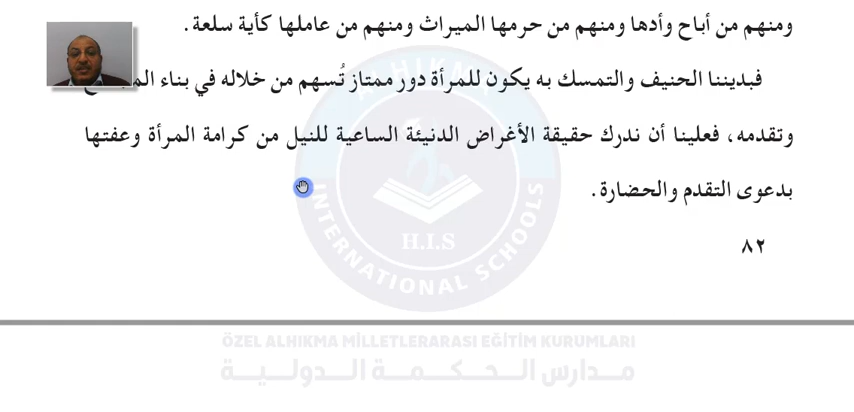 ومنهم من أباح وأدها ومنهم من حرمها الميراث ومنهم من عاملها كأية سلعة.
فبديننا الحنيف والتمسك به يكون للمرأة دور ممتاز تُسهم من خلاله في بناء
وتقدمه، فعلينا أن ندرك حقيقة الأغراض الدنيئة الساعية للنيل من كرامة المرأة وعفتها
بدعوى التقدم والحضارة.
٨٢
ALHIKMA
H.I.S
INTERNATIONAL SCHOOLS
ÖZEL ALHIKMA MİLLETLERARASI EĞİTİM KURUMLARI
مدارس الحكمة الدولية